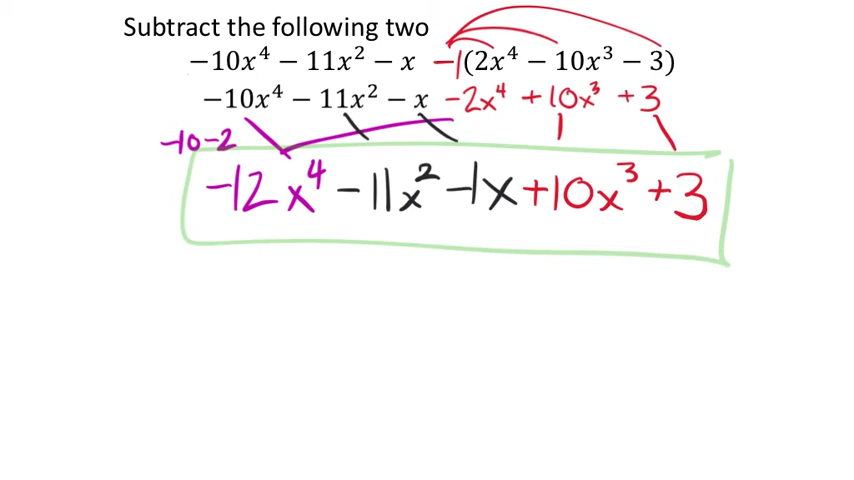 Subtract the following two
−10x⁴ − 11x² − x −1(2x⁴ − 10x³ − 3)
−10x⁴ − 11x² − x −2x⁴ +10x³ +3
-10-2
-12x⁴ -11x² -1x +10x³ +3